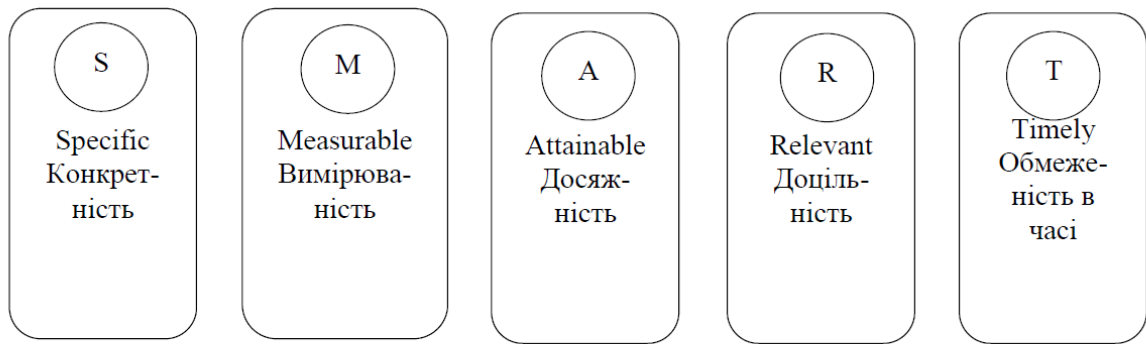 S
Specific
Конкрет-
ність
M
Measurable
Вимірюва-
ність
A
Attainable
Досяж-
ність
R
Relevant
Доціль-
ність
T
Timely
Обмеже-
ність в
часі